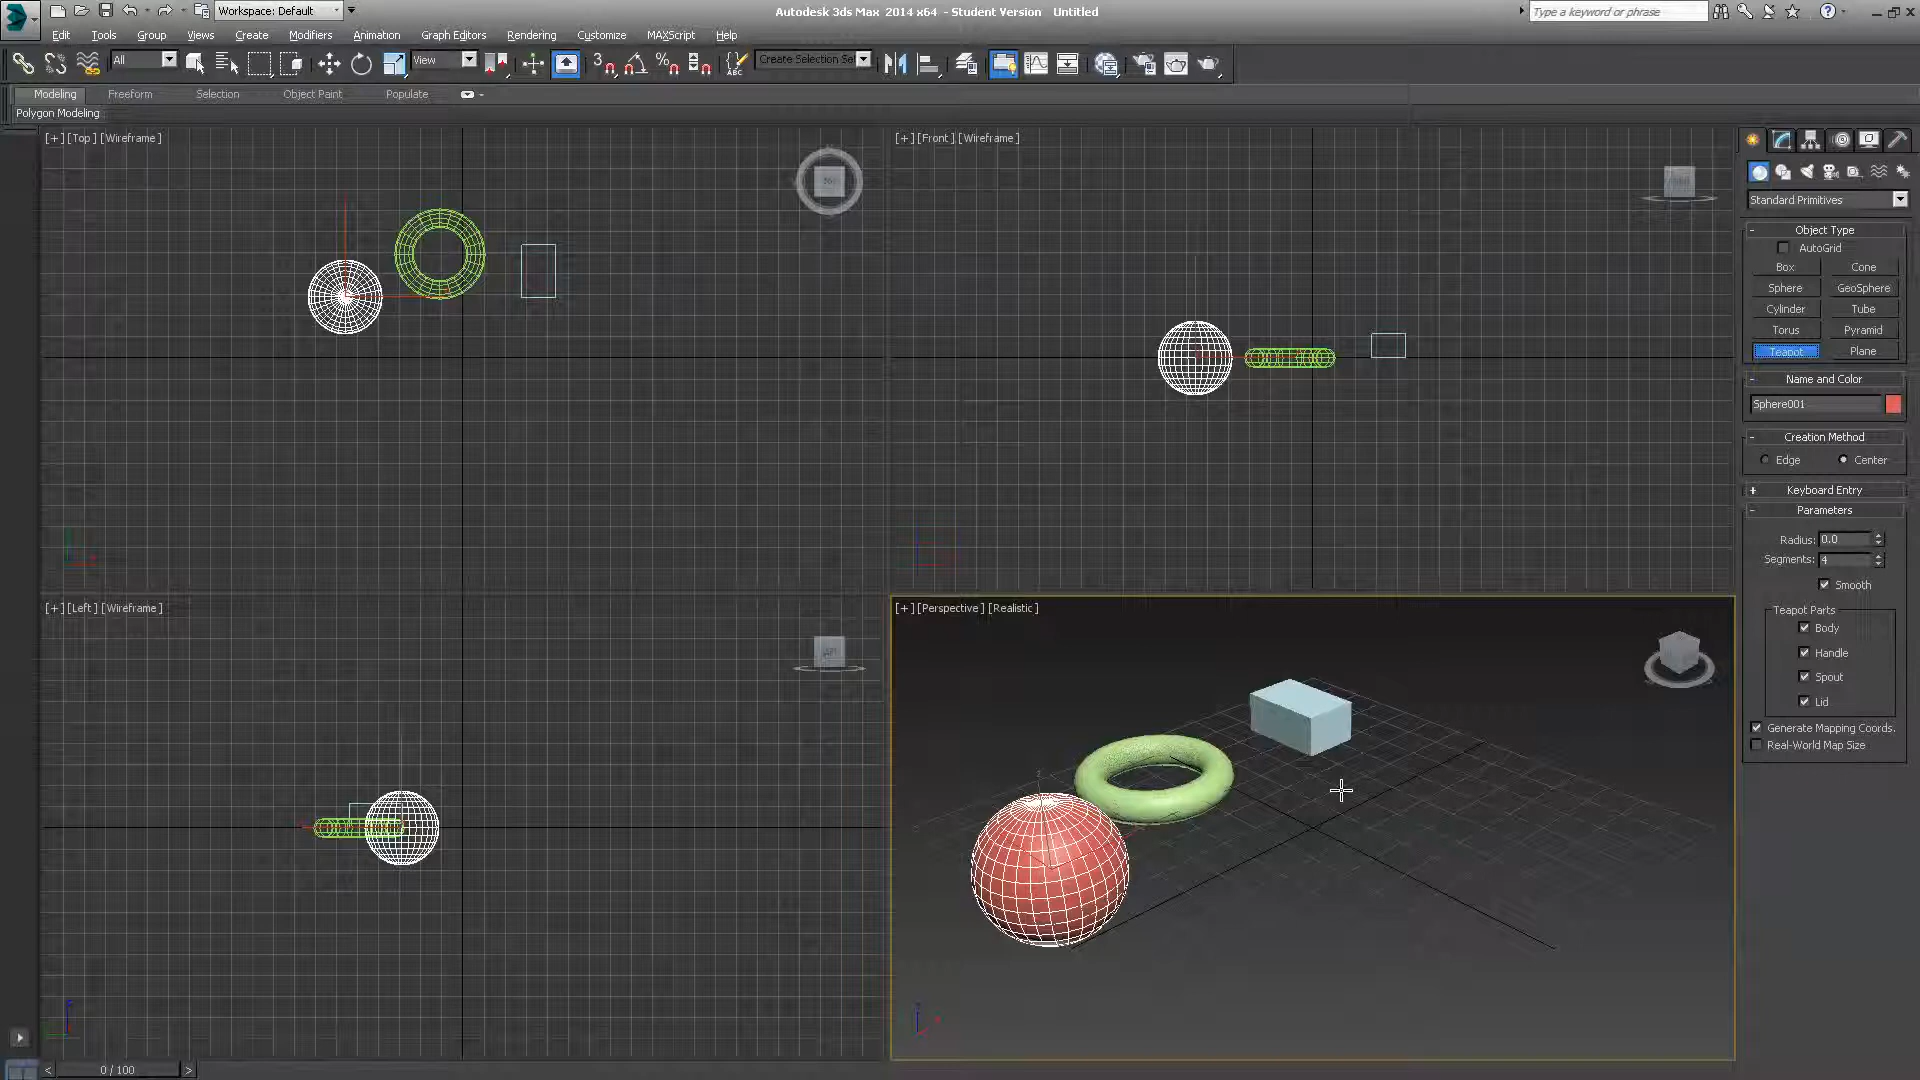 Workspace: Default
Autodesk 3ds Max 2014 x64 - Student Version Untitled
Type a keyword or phrase
Edit Tools Group Views Create Modifiers Animation Graph Editors Rendering Customize MAXScript Help
All
View
3
ABC
Create Selection Se
Modeling Freeform Selection Object Paint Populate
Polygon Modeling
[+] [Top] [Wireframe]
[+] [Front] [Wireframe]
[+] [Left] [Wireframe]
[+] [Perspective] [Realistic]
Standard Primitives
- Object Type
AutoGrid
Box Cone
Sphere GeoSphere
Cylinder Tube
Torus Pyramid
Teapot Plane
- Name and Color
Sphere001
- Creation Method
Edge Center
+ Keyboard Entry
- Parameters
Radius: 0.0
Segments: 4
Smooth
Teapot Parts
Body
Handle
Spout
Lid
Generate Mapping Coords.
Real-World Map Size
< 0 / 100 >